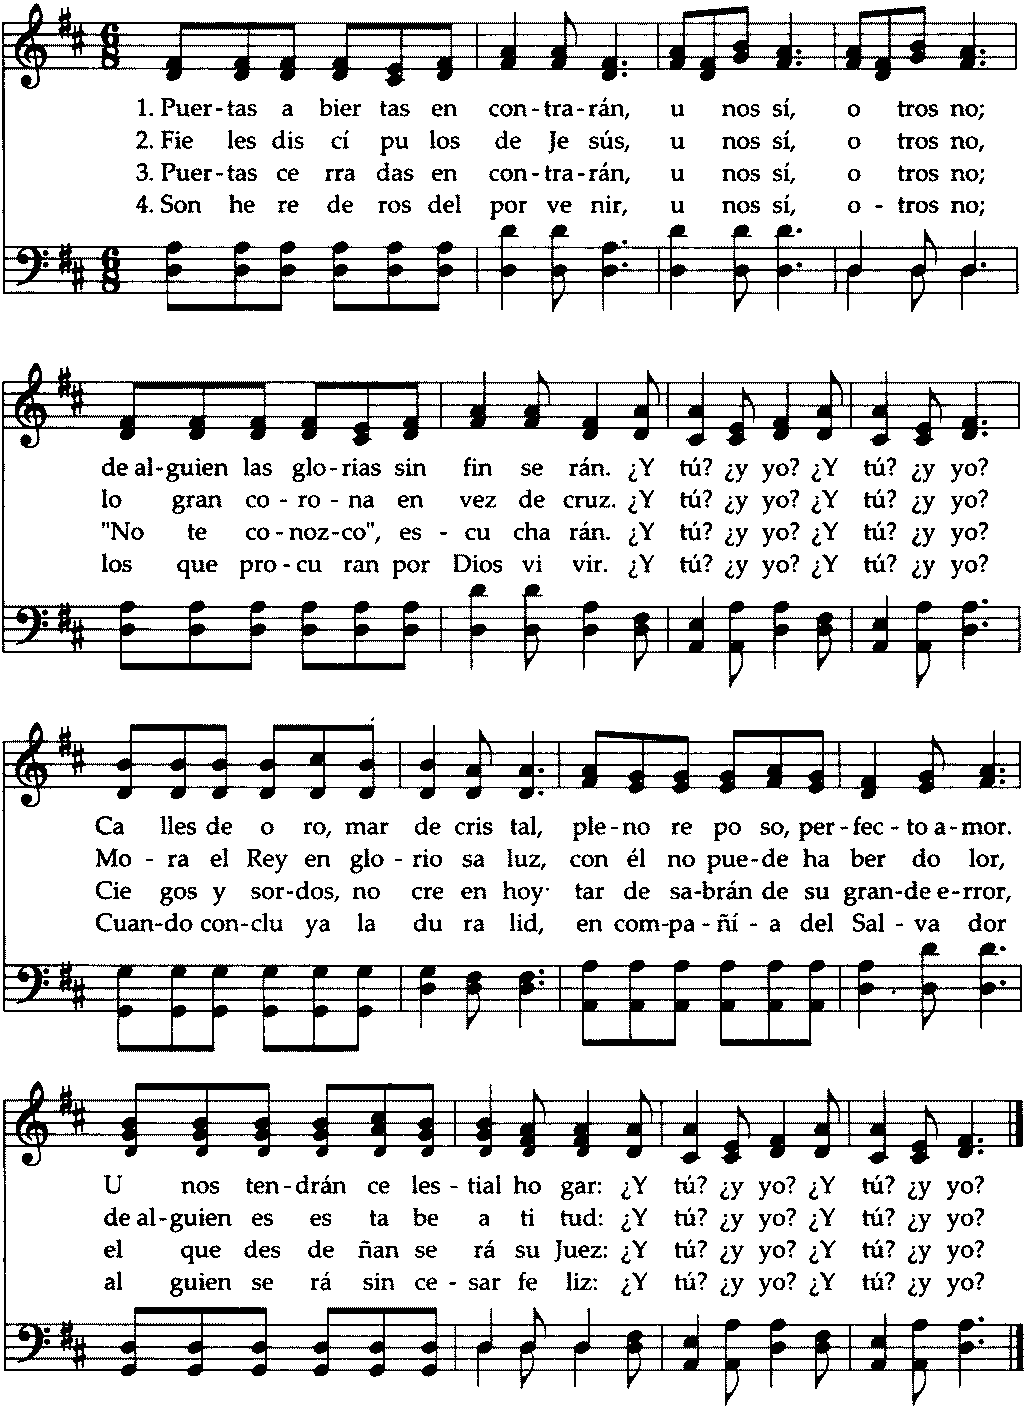 1. Puer-tas a bier tas en con-tra-rán, u nos sí, o tros no;
2. Fie les dis cí pu los de Je sús, u nos sí, o tros no,
3. Puer-tas ce rra das en con-tra-rán, u nos sí, o tros no;
4. Son he re de ros del por ve nir, u nos sí, o - tros no;
de al-guien las glo-rias sin fin se rán. ¿Y tú? ¿y yo? ¿Y tú? ¿y yo?
lo gran co - ro - na en vez de cruz. ¿Y tú? ¿y yo? ¿Y tú? ¿y yo?
"No te co-noz-co", es - cu cha rán. ¿Y tú? ¿y yo? ¿Y tú? ¿y yo?
los que pro-cu ran por Dios vi vir. ¿Y tú? ¿y yo? ¿Y tú? ¿y yo?
Ca lles de o ro, mar de cris tal, ple-no re po so, per-fec-to a-mor.
Mo - ra el Rey en glo - rio sa luz, con él no pue-de ha ber do lor,
Cie gos y sor-dos, no cre en hoy tar de sa-brán de su gran-de e-rror,
Cuan-do con-clu ya la du ra lid, en com-pa-ñí - a del Sal - va dor
U nos ten-drán ce les-tial ho gar: ¿Y tú? ¿y yo? ¿Y tú? ¿y yo?
de al-guien es es ta be a ti tud: ¿Y tú? ¿y yo? ¿Y tú? ¿y yo?
el que des de ñan se rá su Juez: ¿Y tú? ¿y yo? ¿Y tú? ¿y yo?
al guien se rá sin ce - sar fe liz: ¿Y tú? ¿y yo? ¿Y tú? ¿y yo?